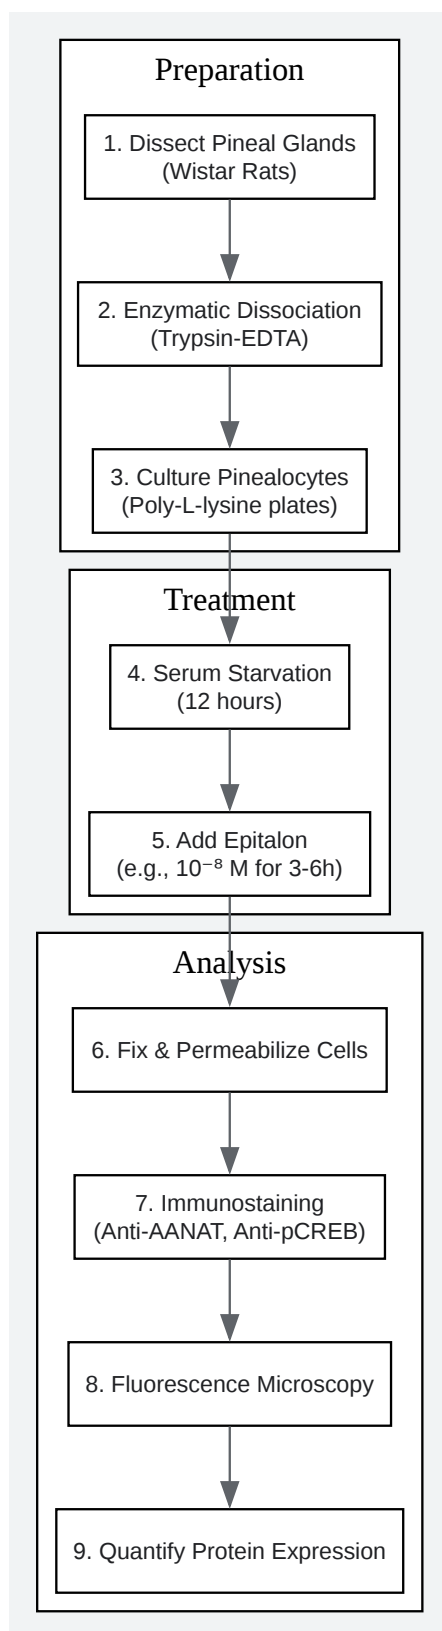 Preparation
1. Dissect Pineal Glands
(Wistar Rats)
2. Enzymatic Dissociation
(Trypsin-EDTA)
3. Culture Pinealocytes
(Poly-L-lysine plates)
Treatment
4. Serum Starvation
(12 hours)
5. Add Epitalon
(e.g., 10⁻⁸ M for 3-6h)
Analysis
6. Fix & Permeabilize Cells
7. Immunostaining
(Anti-AANAT, Anti-pCREB)
8. Fluorescence Microscopy
9. Quantify Protein Expression